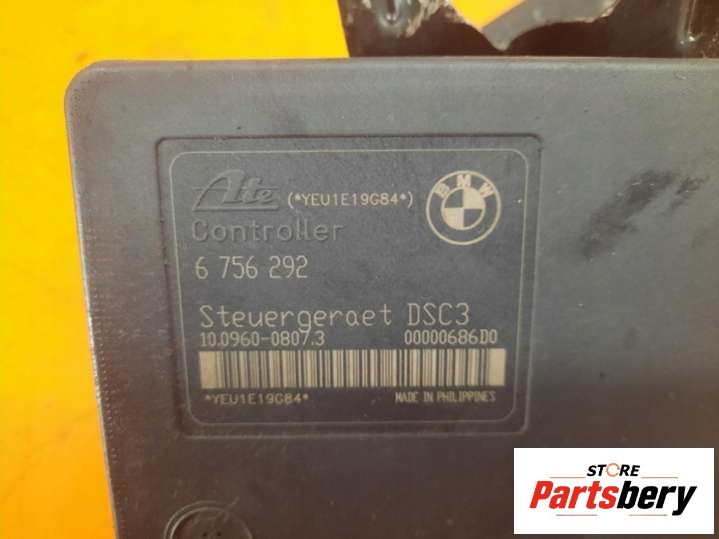 Ate (*YEU1E19G84*)
BMW
Controller
6 756 292
Steuergeraet DSC3
10.0960-0807.3 00000686D0
*YEU1E19G84* MADE IN PHILIPPINES
STORE
Partsbery